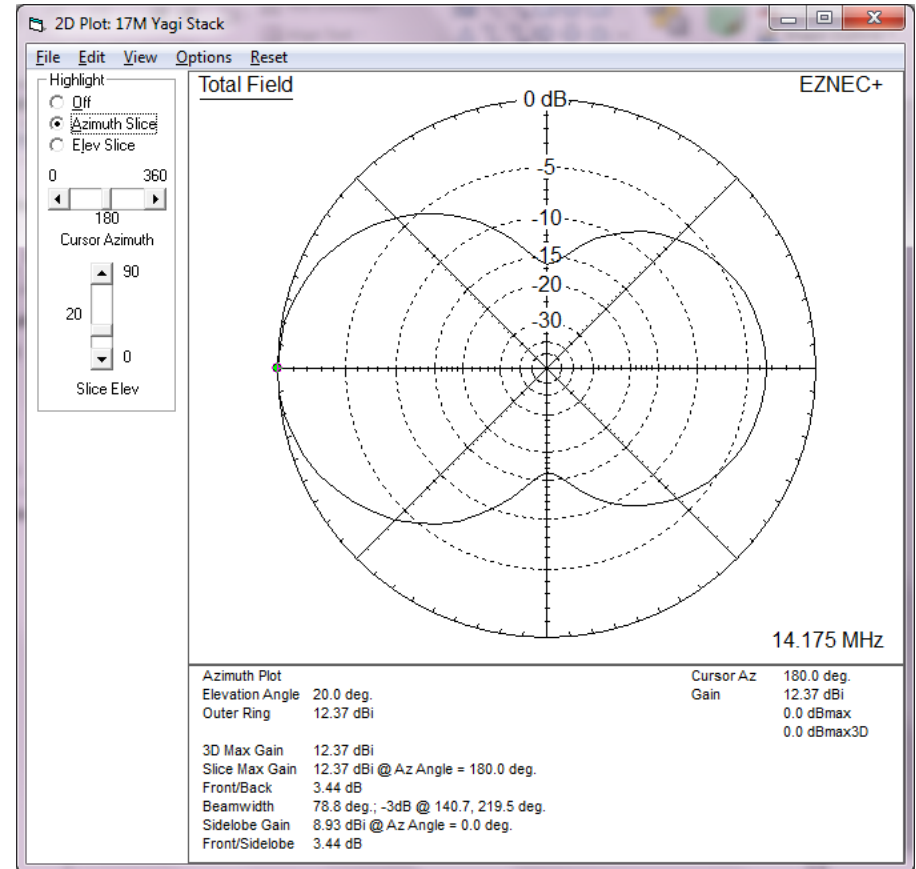 2D Plot: 17M Yagi Stack
File Edit View Options Reset
Highlight
Off
Azimuth Slice
Elev Slice
0 360
180
Cursor Azimuth
90
20
0
Slice Elev
Total Field
EZNEC+
0 dB
-5
-10
-15
-20
-30
14.175 MHz
Azimuth Plot Cursor Az 180.0 deg.
Elevation Angle 20.0 deg. Gain 12.37 dBi
Outer Ring 12.37 dBi 0.0 dBmax
0.0 dBmax3D
3D Max Gain 12.37 dBi
Slice Max Gain 12.37 dBi @ Az Angle = 180.0 deg.
Front/Back 3.44 dB
Beamwidth 78.8 deg.; -3dB @ 140.7, 219.5 deg.
Sidelobe Gain 8.93 dBi @ Az Angle = 0.0 deg.
Front/Sidelobe 3.44 dB